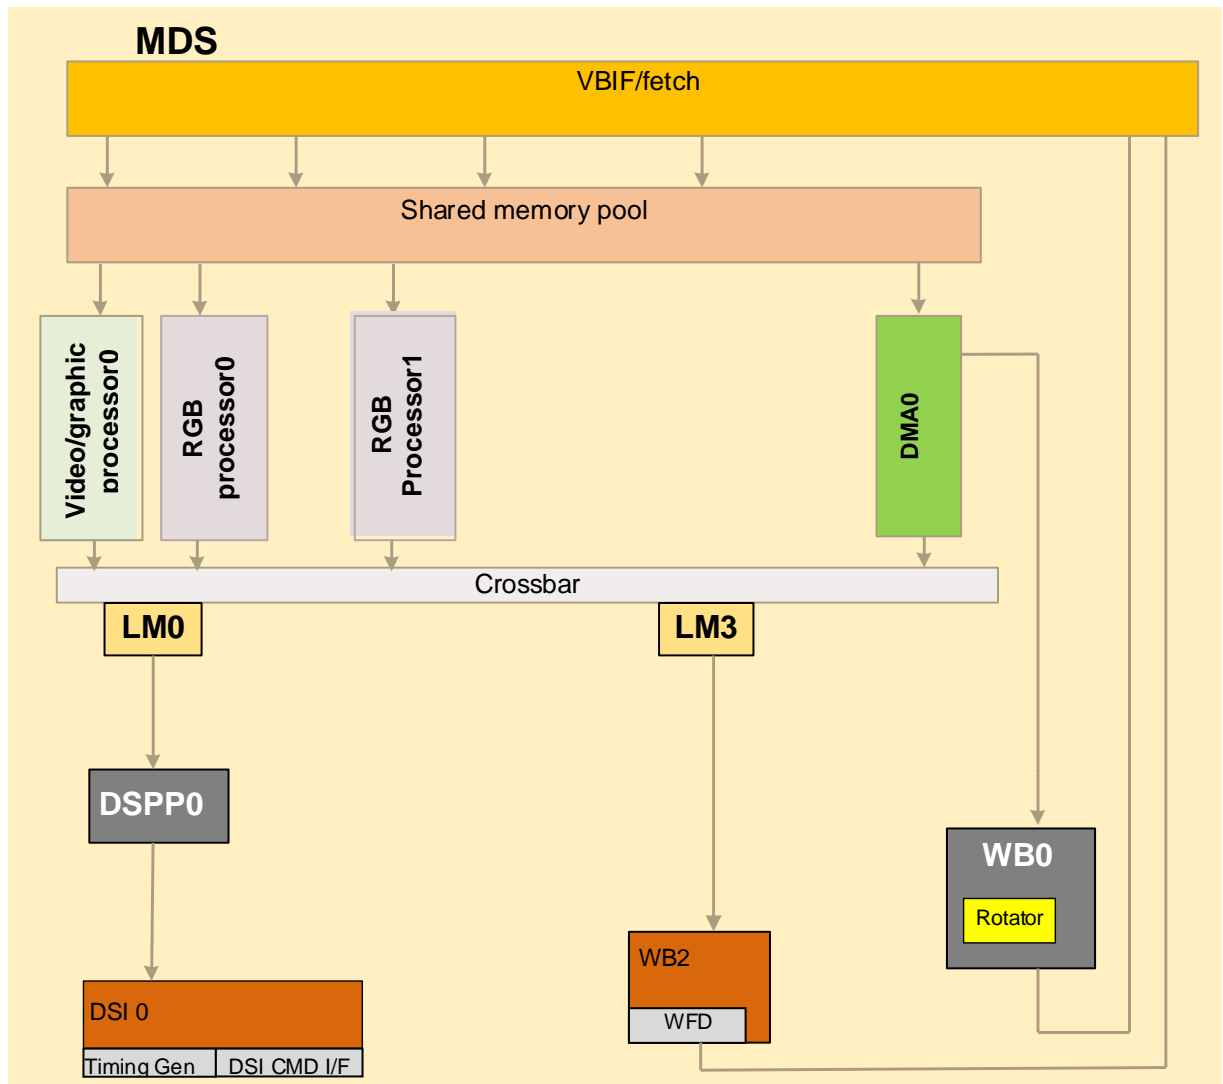 MDS
VBIF/fetch
Shared memory pool
Video/graphic
processor0
RGB
processor0
RGB
Processor1
DMA0
Crossbar
LM0
LM3
DSPP0
WB0
Rotator
WB2
WFD
DSI 0
Timing Gen
DSI CMD I/F